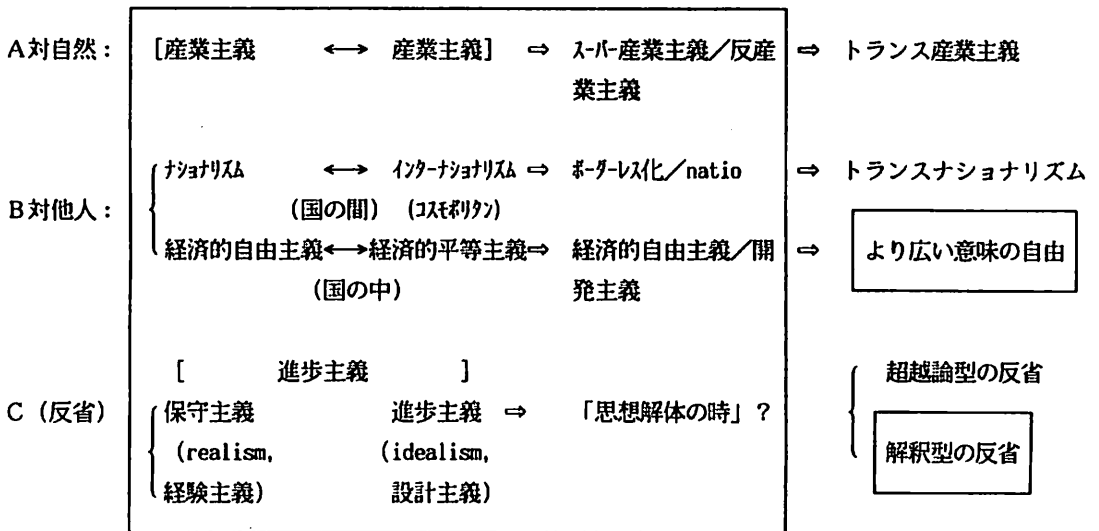 A対自然： [産業主義 ←→ 産業主義] ⇒ スーパー産業主義／反産 ⇒ トランス産業主義
業主義
ナショナリズム ←→ インターナショナリズム ⇒ ボーダーレス化／natio ⇒ トランスナショナリズム
B対他人： (国の間) (コスモポリタン)
経済的自由主義←→経済的平等主義⇒ 経済的自由主義／開 ⇒ より広い意味の自由
(国の中) 発主義
[ 進歩主義 ] 超越論型の反省
C（反省） 保守主義 進歩主義 ⇒ 「思想解体の時」？
(realism, (idealism, 解釈型の反省
経験主義) 設計主義)